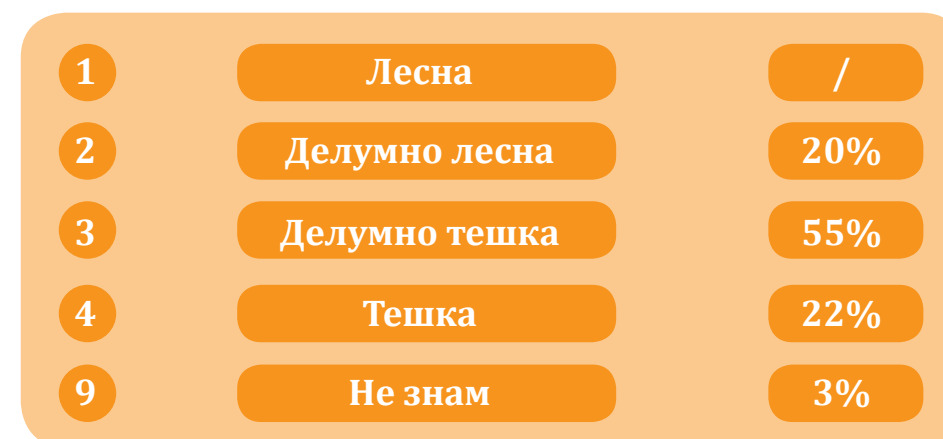 1 Лесна /
2 Делумно лесна 20%
3 Делумно тешка 55%
4 Тешка 22%
9 Не знам 3%